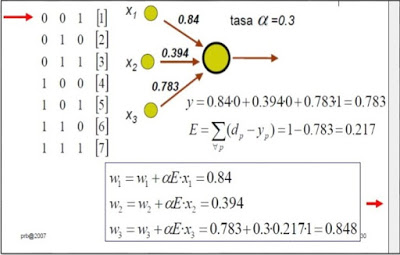 x₁ 0.84 tasa α =0.3
0 0 1 [1]
0 1 0 [2]
x₂ 0.394
0 1 1 [3]
1 0 0 [4]
0.783
1 0 1 [5]
x₃
1 1 0 [6]
1 1 1 [7]
y = 0.84·0+0.394·0+0.783·1 = 0.783
E = ∑(dₚ − yₚ) = 1−0.783 = 0.217
∀p
w₁ = w₁ + αE·x₁ = 0.84
w₂ = w₂ + αE·x₂ = 0.394
w₃ = w₃ + αE·x₃ = 0.783+0.3·0.217·1 = 0.848
prb@2007